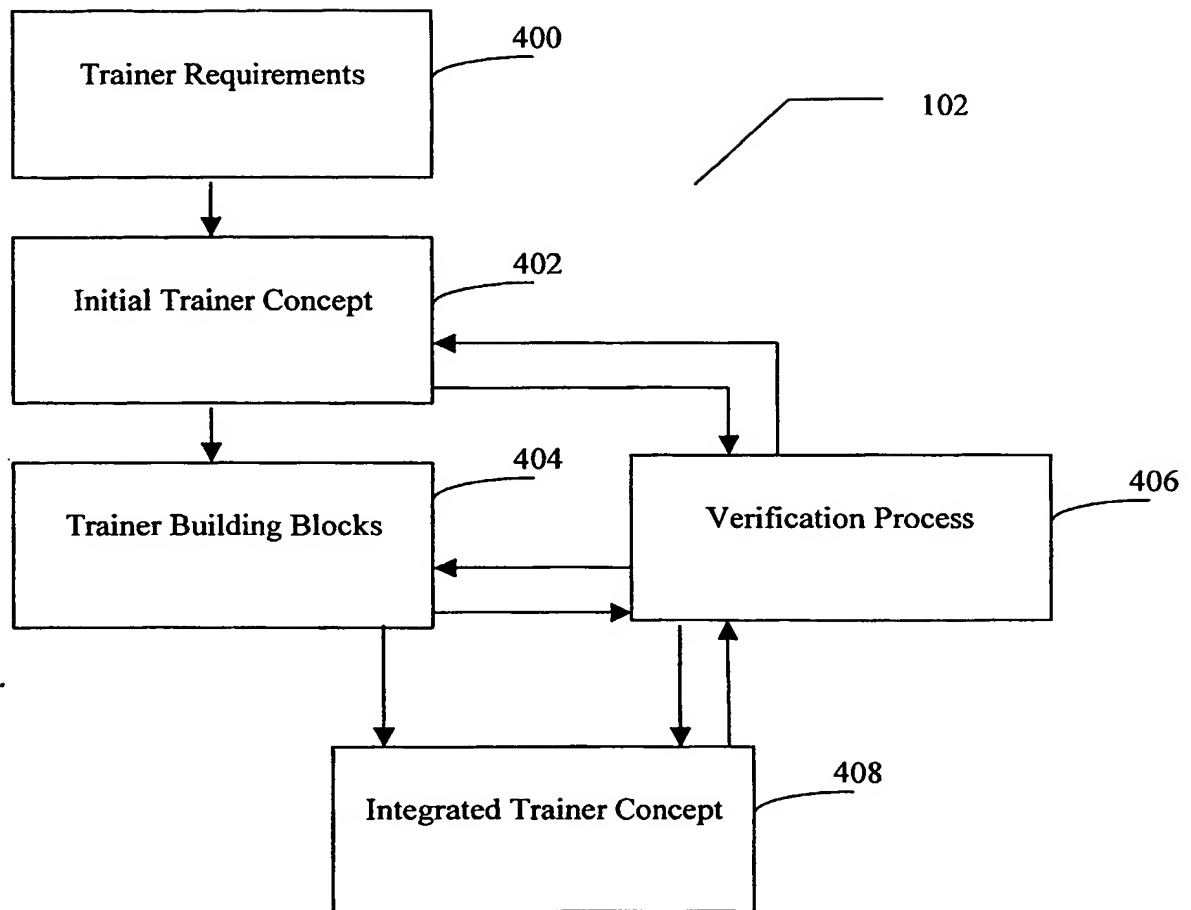 400
Trainer Requirements
102
402
Initial Trainer Concept
404
406
Trainer Building Blocks
Verification Process
408
Integrated Trainer Concept